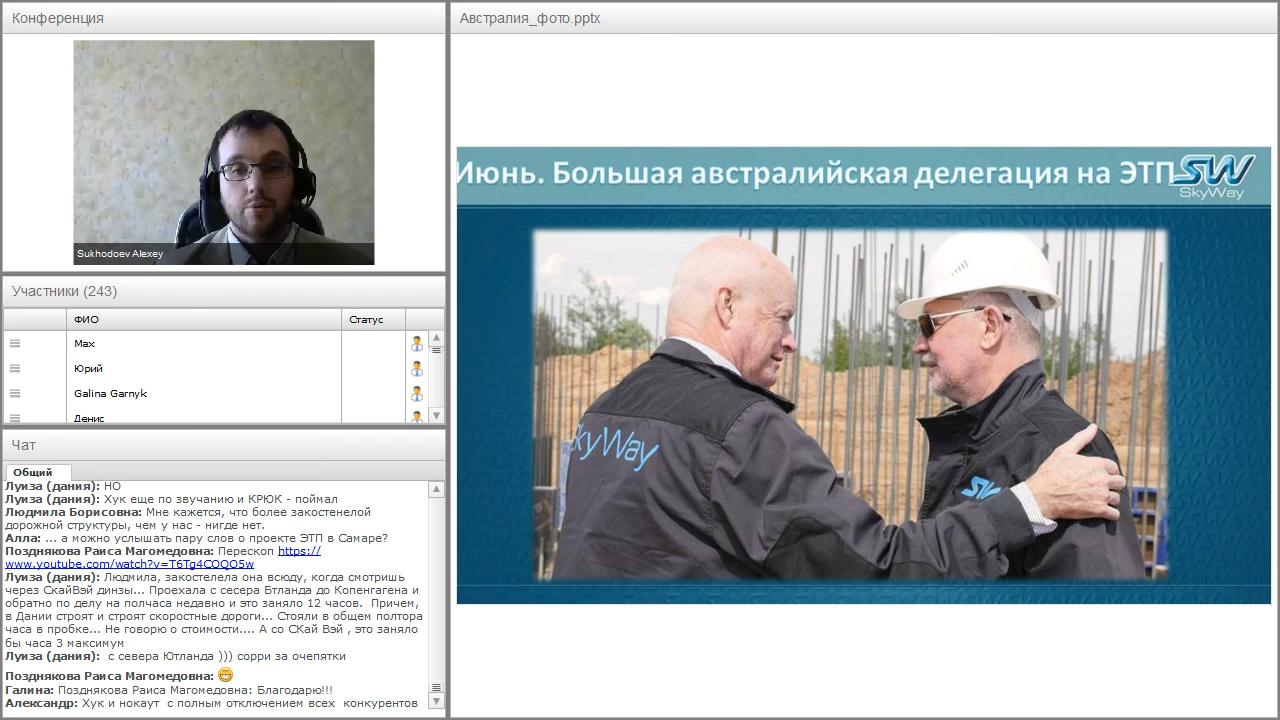 Конференция
Sukhodoev Alexey
Участники (243)
ФИО
Статус
Max
Юрий
Galina Garnyk
Денис
Чат
Общий
Луиза (дания): НО
Луиза (дания): Хук еще по звучанию и КРЮК - поймал
Людмила Борисовна: Мне кажется, что более закостенелой
дорожной структуры, чем у нас - нигде нет.
Алла: ... а можно услышать пару слов о проекте ЭТП в Самаре?
Позднякова Раиса Магомедовна: Перескоп https://
www.youtube.com/watch?v=T6Tg4COQO5w
Луиза (дания): Людмила, закостелела она всюду, когда смотришь
через СкайВэй динзы... Проехала с сесера Бтланда до Копенгагена и
обратно по делу на полчаса недавно и это заняло 12 часов. Причем,
в Дании строят и строят скоростные дороги... Стояли в общем полтора
часа в пробке... Не говорю о стоимости.... А со СКай Вэй , это заняло
бы часа 3 максимум
Луиза (дания): с севера Ютланда ))) сорри за очепятки
Позднякова Раиса Магомедовна:
Галина: Позднякова Раиса Магомедовна: Благодарю!!!
Александр: Хук и нокаут с полным отключением всех конкурентов
Австралия_фото.pptx
Июнь. Большая австралийская делегация на ЭТП
SW
SkyWay
SkyWay
SW